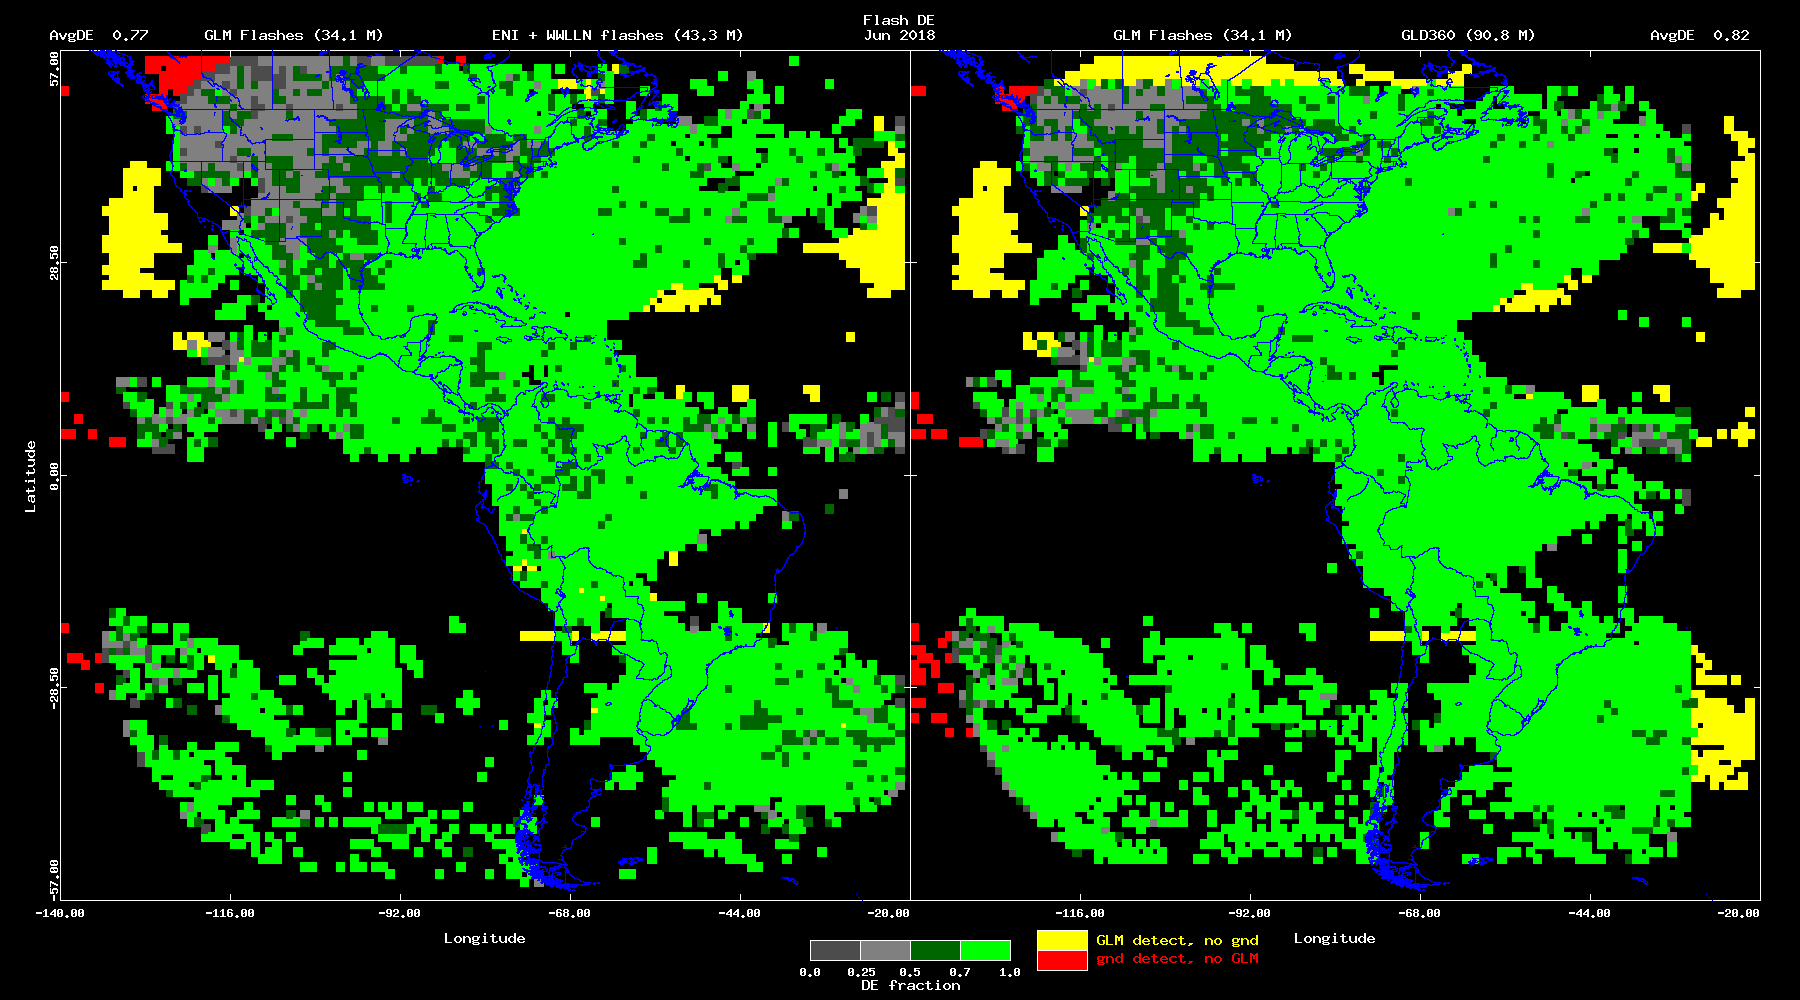 Flash DE
AvgDE 0.77 GLM Flashes (34.1 M) ENI + WWLLN flashes (43.3 M) Jun 2018 GLM Flashes (34.1 M) GLD360 (90.8 M) AvgDE 0.82
57.00
28.50
Latitude
0.00
-28.50
-57.00
-140.00 -116.00 -92.00 -68.00 -44.00 -20.00 -116.00 -92.00 -68.00 -44.00 -20.00
Longitude Longitude
GLM detect, no gnd
gnd detect, no GLM
0.0 0.25 0.5 0.7 1.0
DE fraction